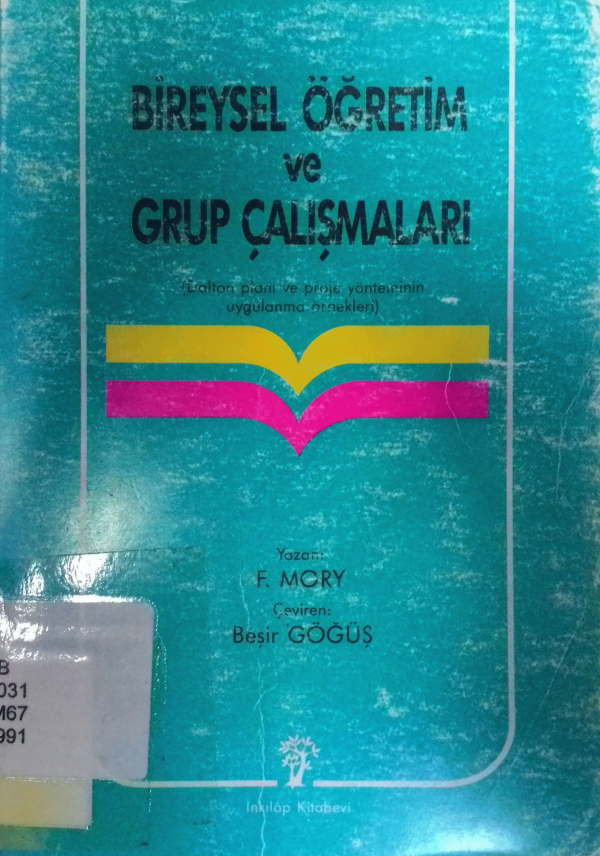 BİREYSEL ÖĞRETİM
ve
GRUP ÇALIŞMALARI
(Dalton planı ve proje yönteminin
uygulanma örnekleri)
Yazan:
F. MORY
Çeviren:
Beşir GÖĞÜŞ
B
031
M67
991
İnkılâp Kitabevi